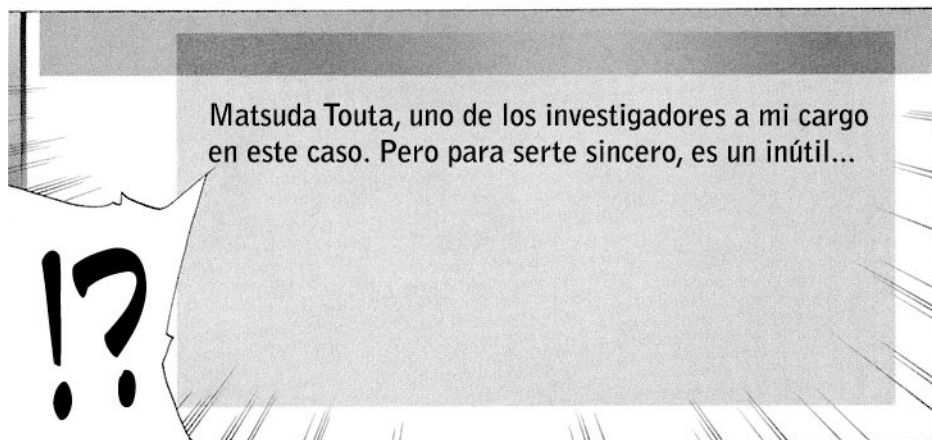 Matsuda Touta, uno de los investigadores a mi cargo
en este caso. Pero para serte sincero, es un inútil...
!?